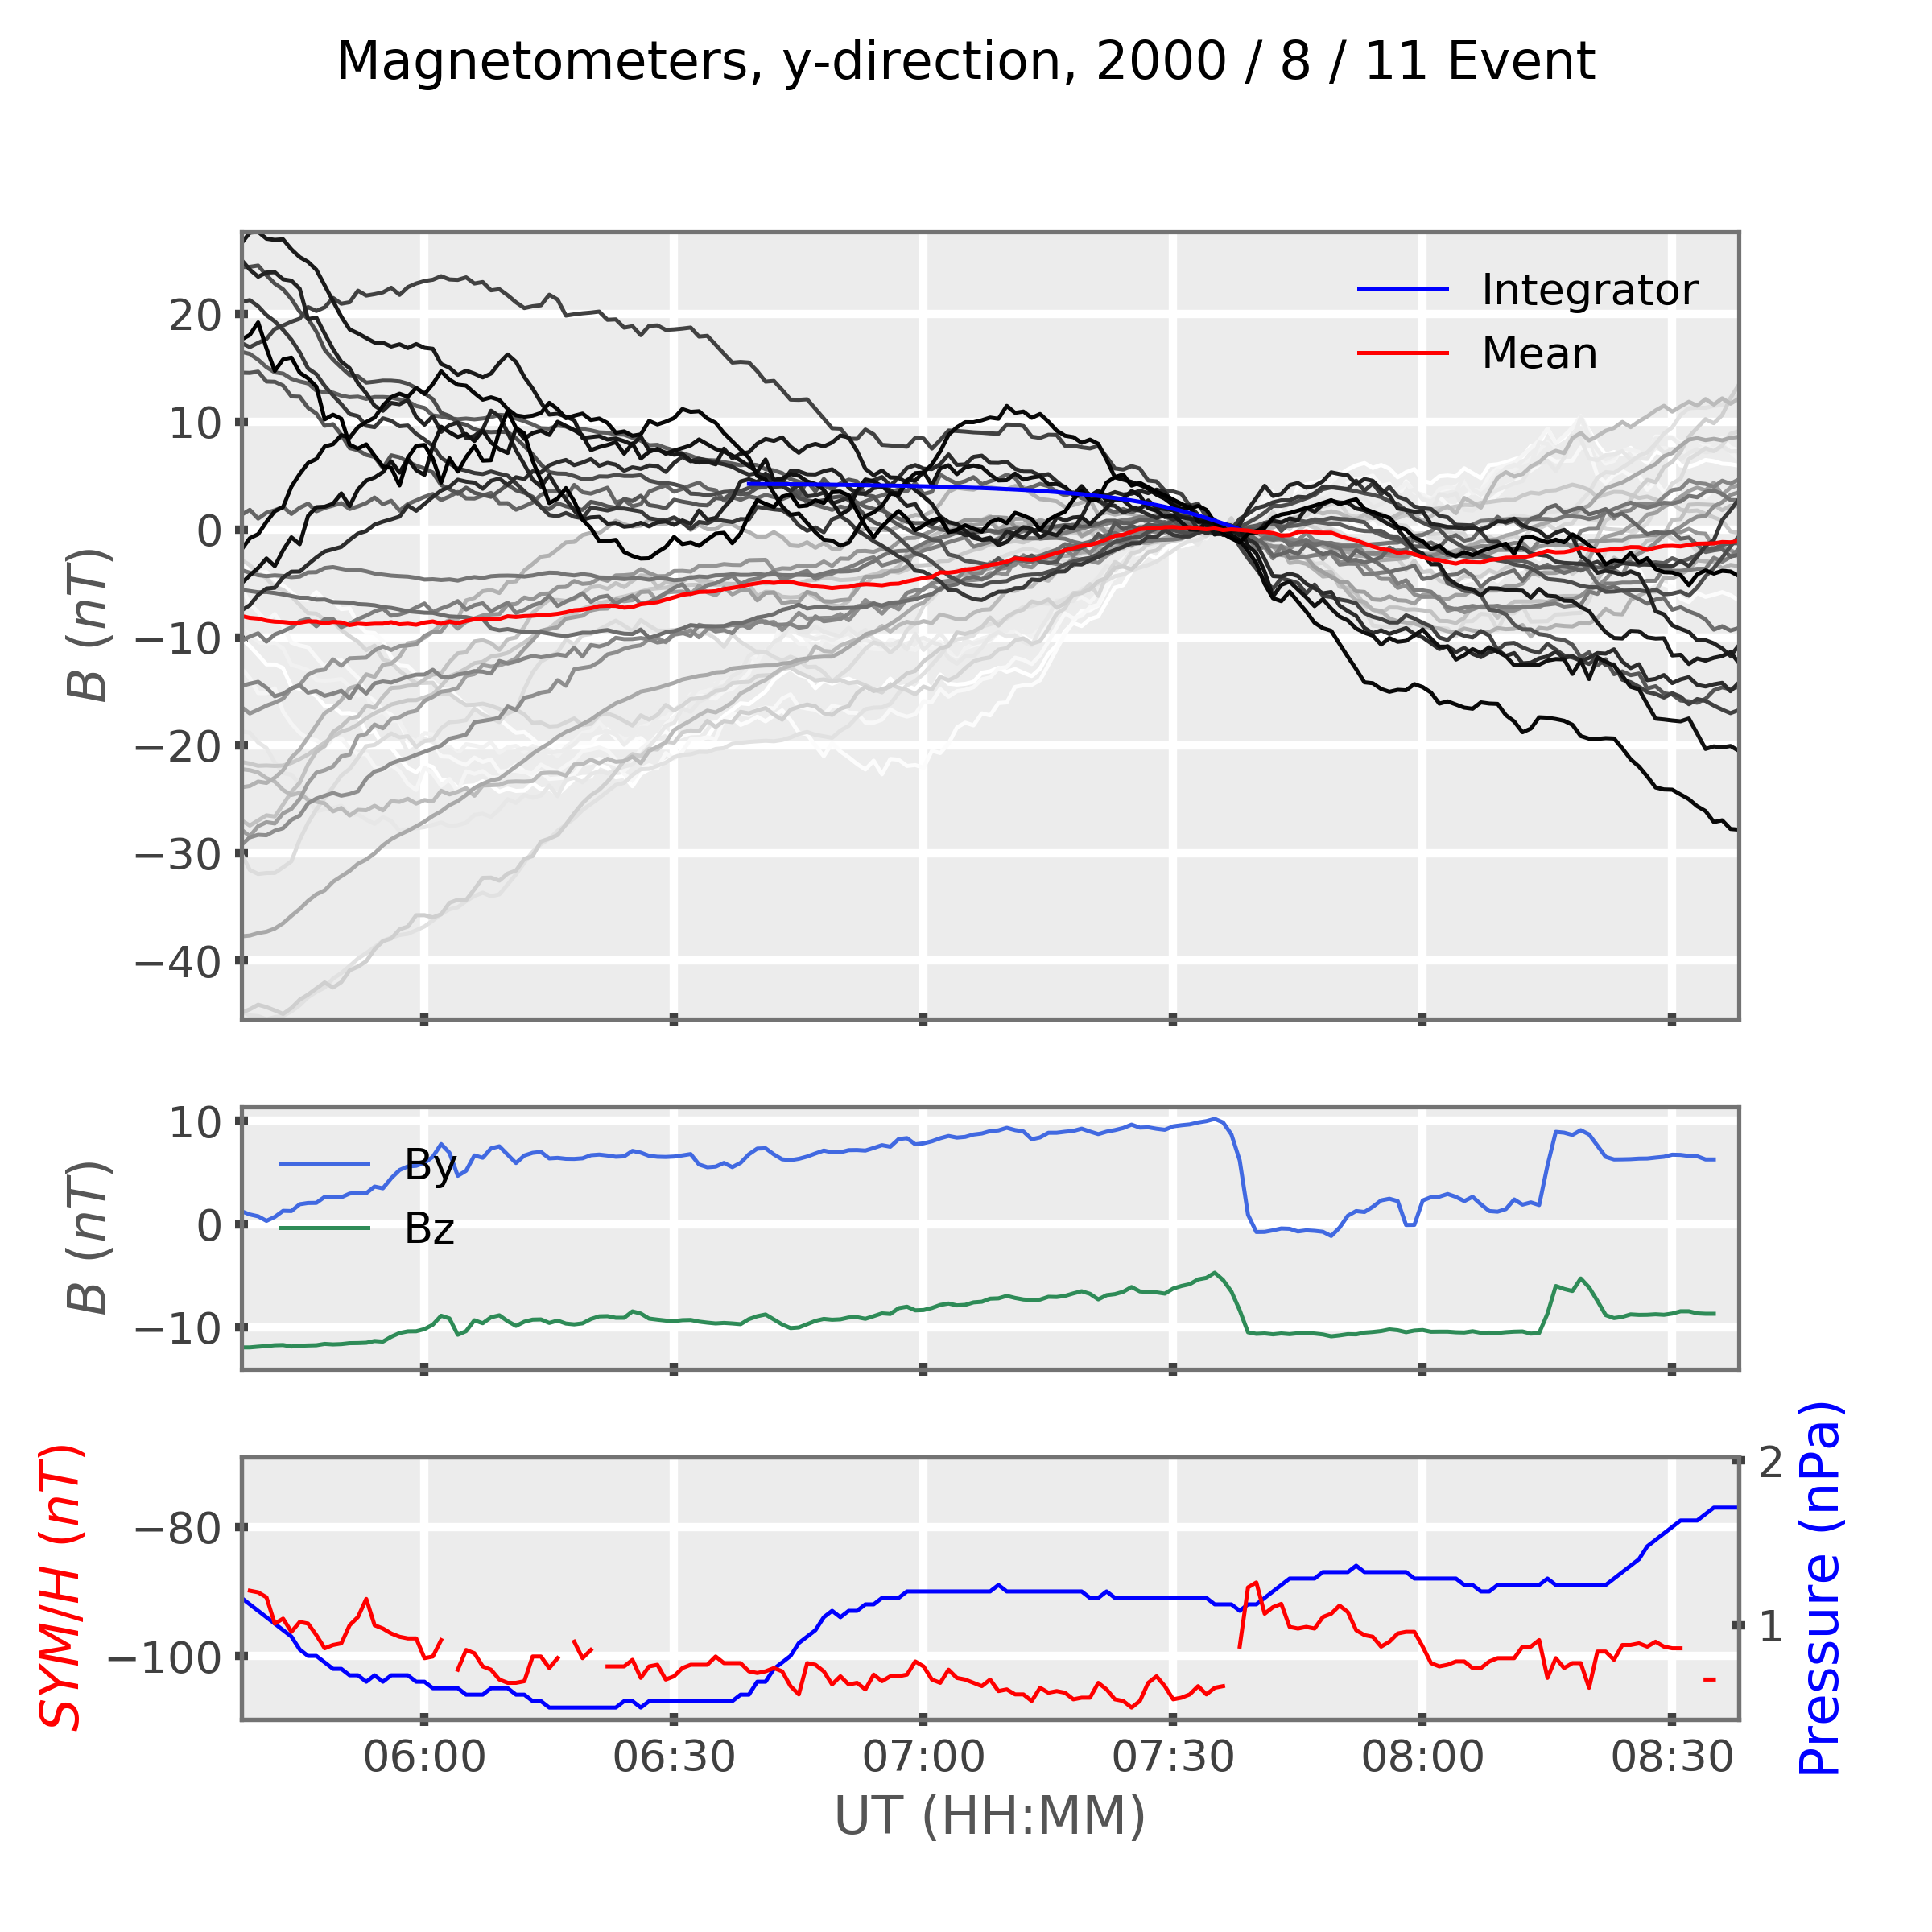 Magnetometers, y-direction, 2000 / 8 / 11 Event
B (nT)
20
10
0
−10
−20
−30
−40
Integrator
Mean
B (nT)
10
0
−10
By
Bz
SYM/H (nT)
−80
−100
2
1
Pressure (nPa)
06:00 06:30 07:00 07:30 08:00 08:30
UT (HH:MM)